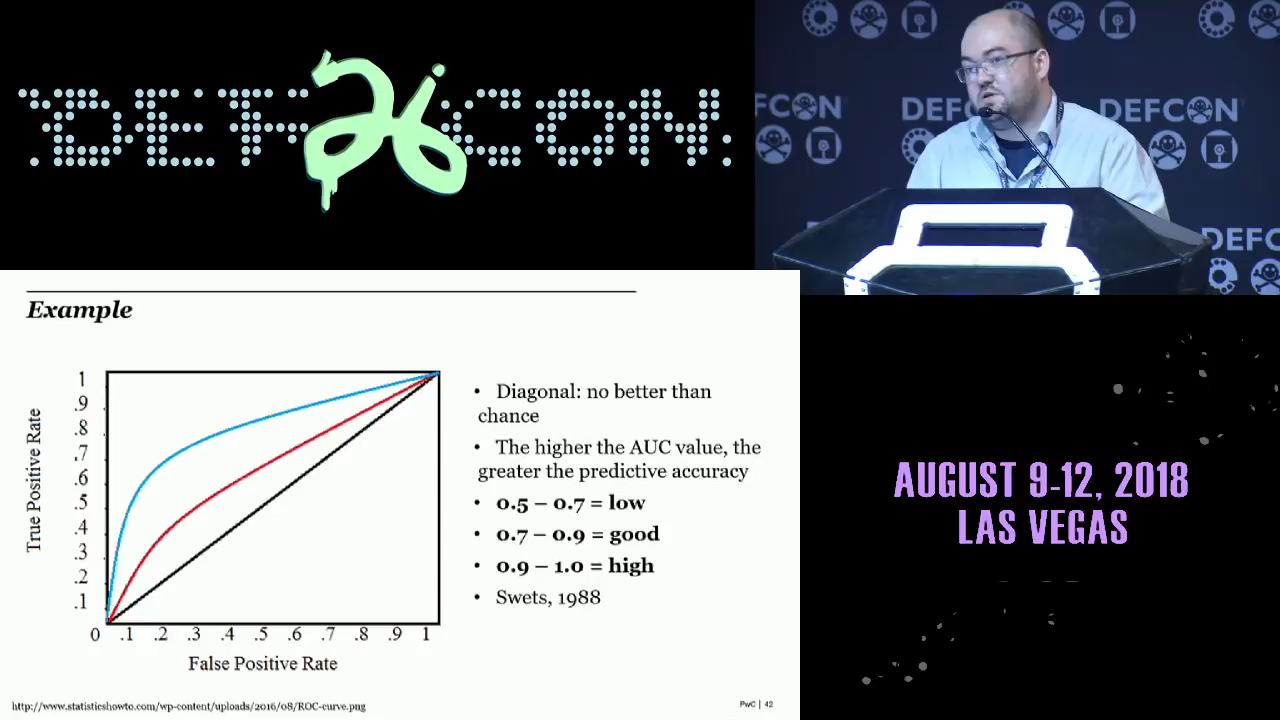 DEF CON
26
DEFCON
DEFCON
DEFCON
DEFC
Example
True Positive Rate
1
.9
.8
.7
.6
.5
.4
.3
.2
.1
0 .1 .2 .3 .4 .5 .6 .7 .8 .9 1
False Positive Rate
• Diagonal: no better than
chance
• The higher the AUC value, the
greater the predictive accuracy
• 0.5 – 0.7 = low
• 0.7 – 0.9 = good
• 0.9 – 1.0 = high
• Swets, 1988
http://www.statisticshowto.com/wp-content/uploads/2016/08/ROC-curve.png
PwC | 42
AUGUST 9-12, 2018
LAS VEGAS